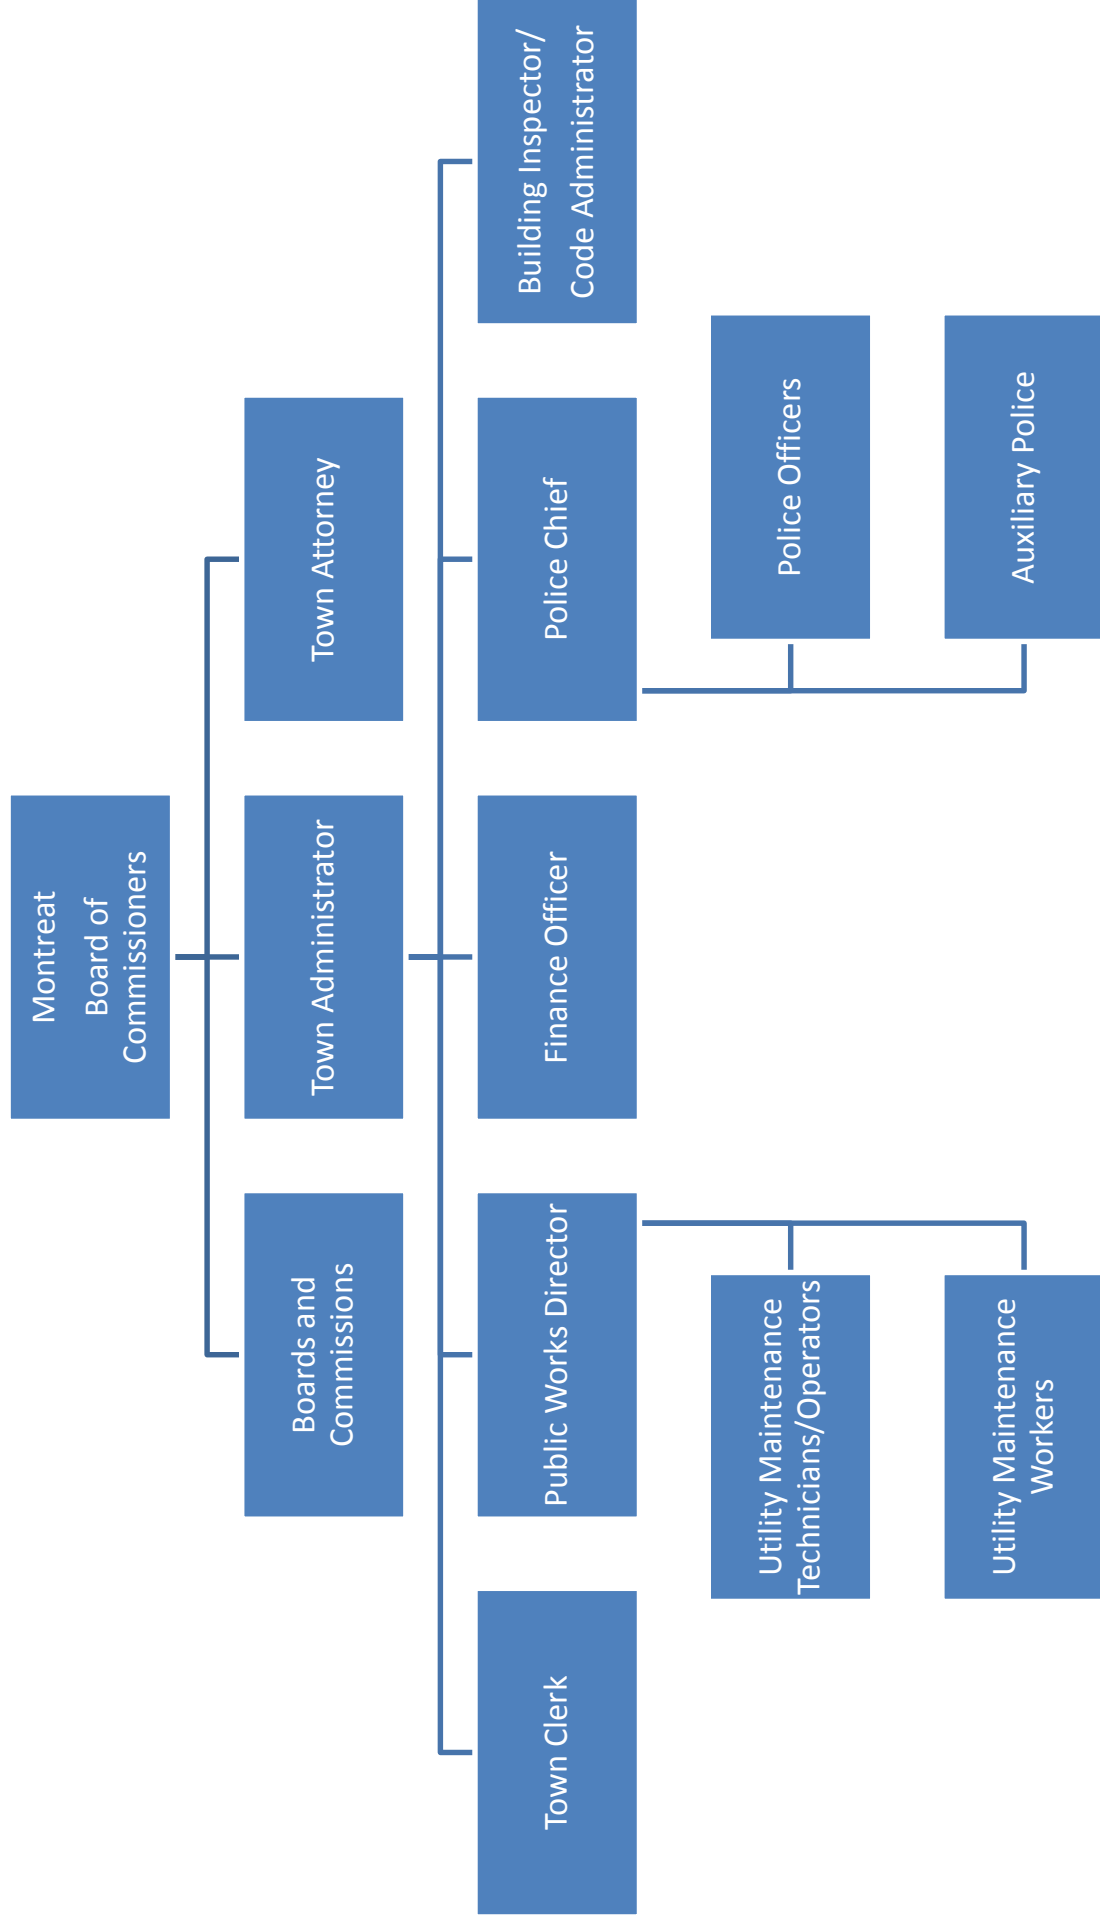 Montreat
Board of
Commissioners
Boards and
Commissions
Town Administrator
Town Attorney
Town Clerk
Public Works Director
Finance Officer
Police Chief
Building Inspector/
Code Administrator
Utility Maintenance
Technicians/Operators
Police Officers
Utility Maintenance
Workers
Auxiliary Police